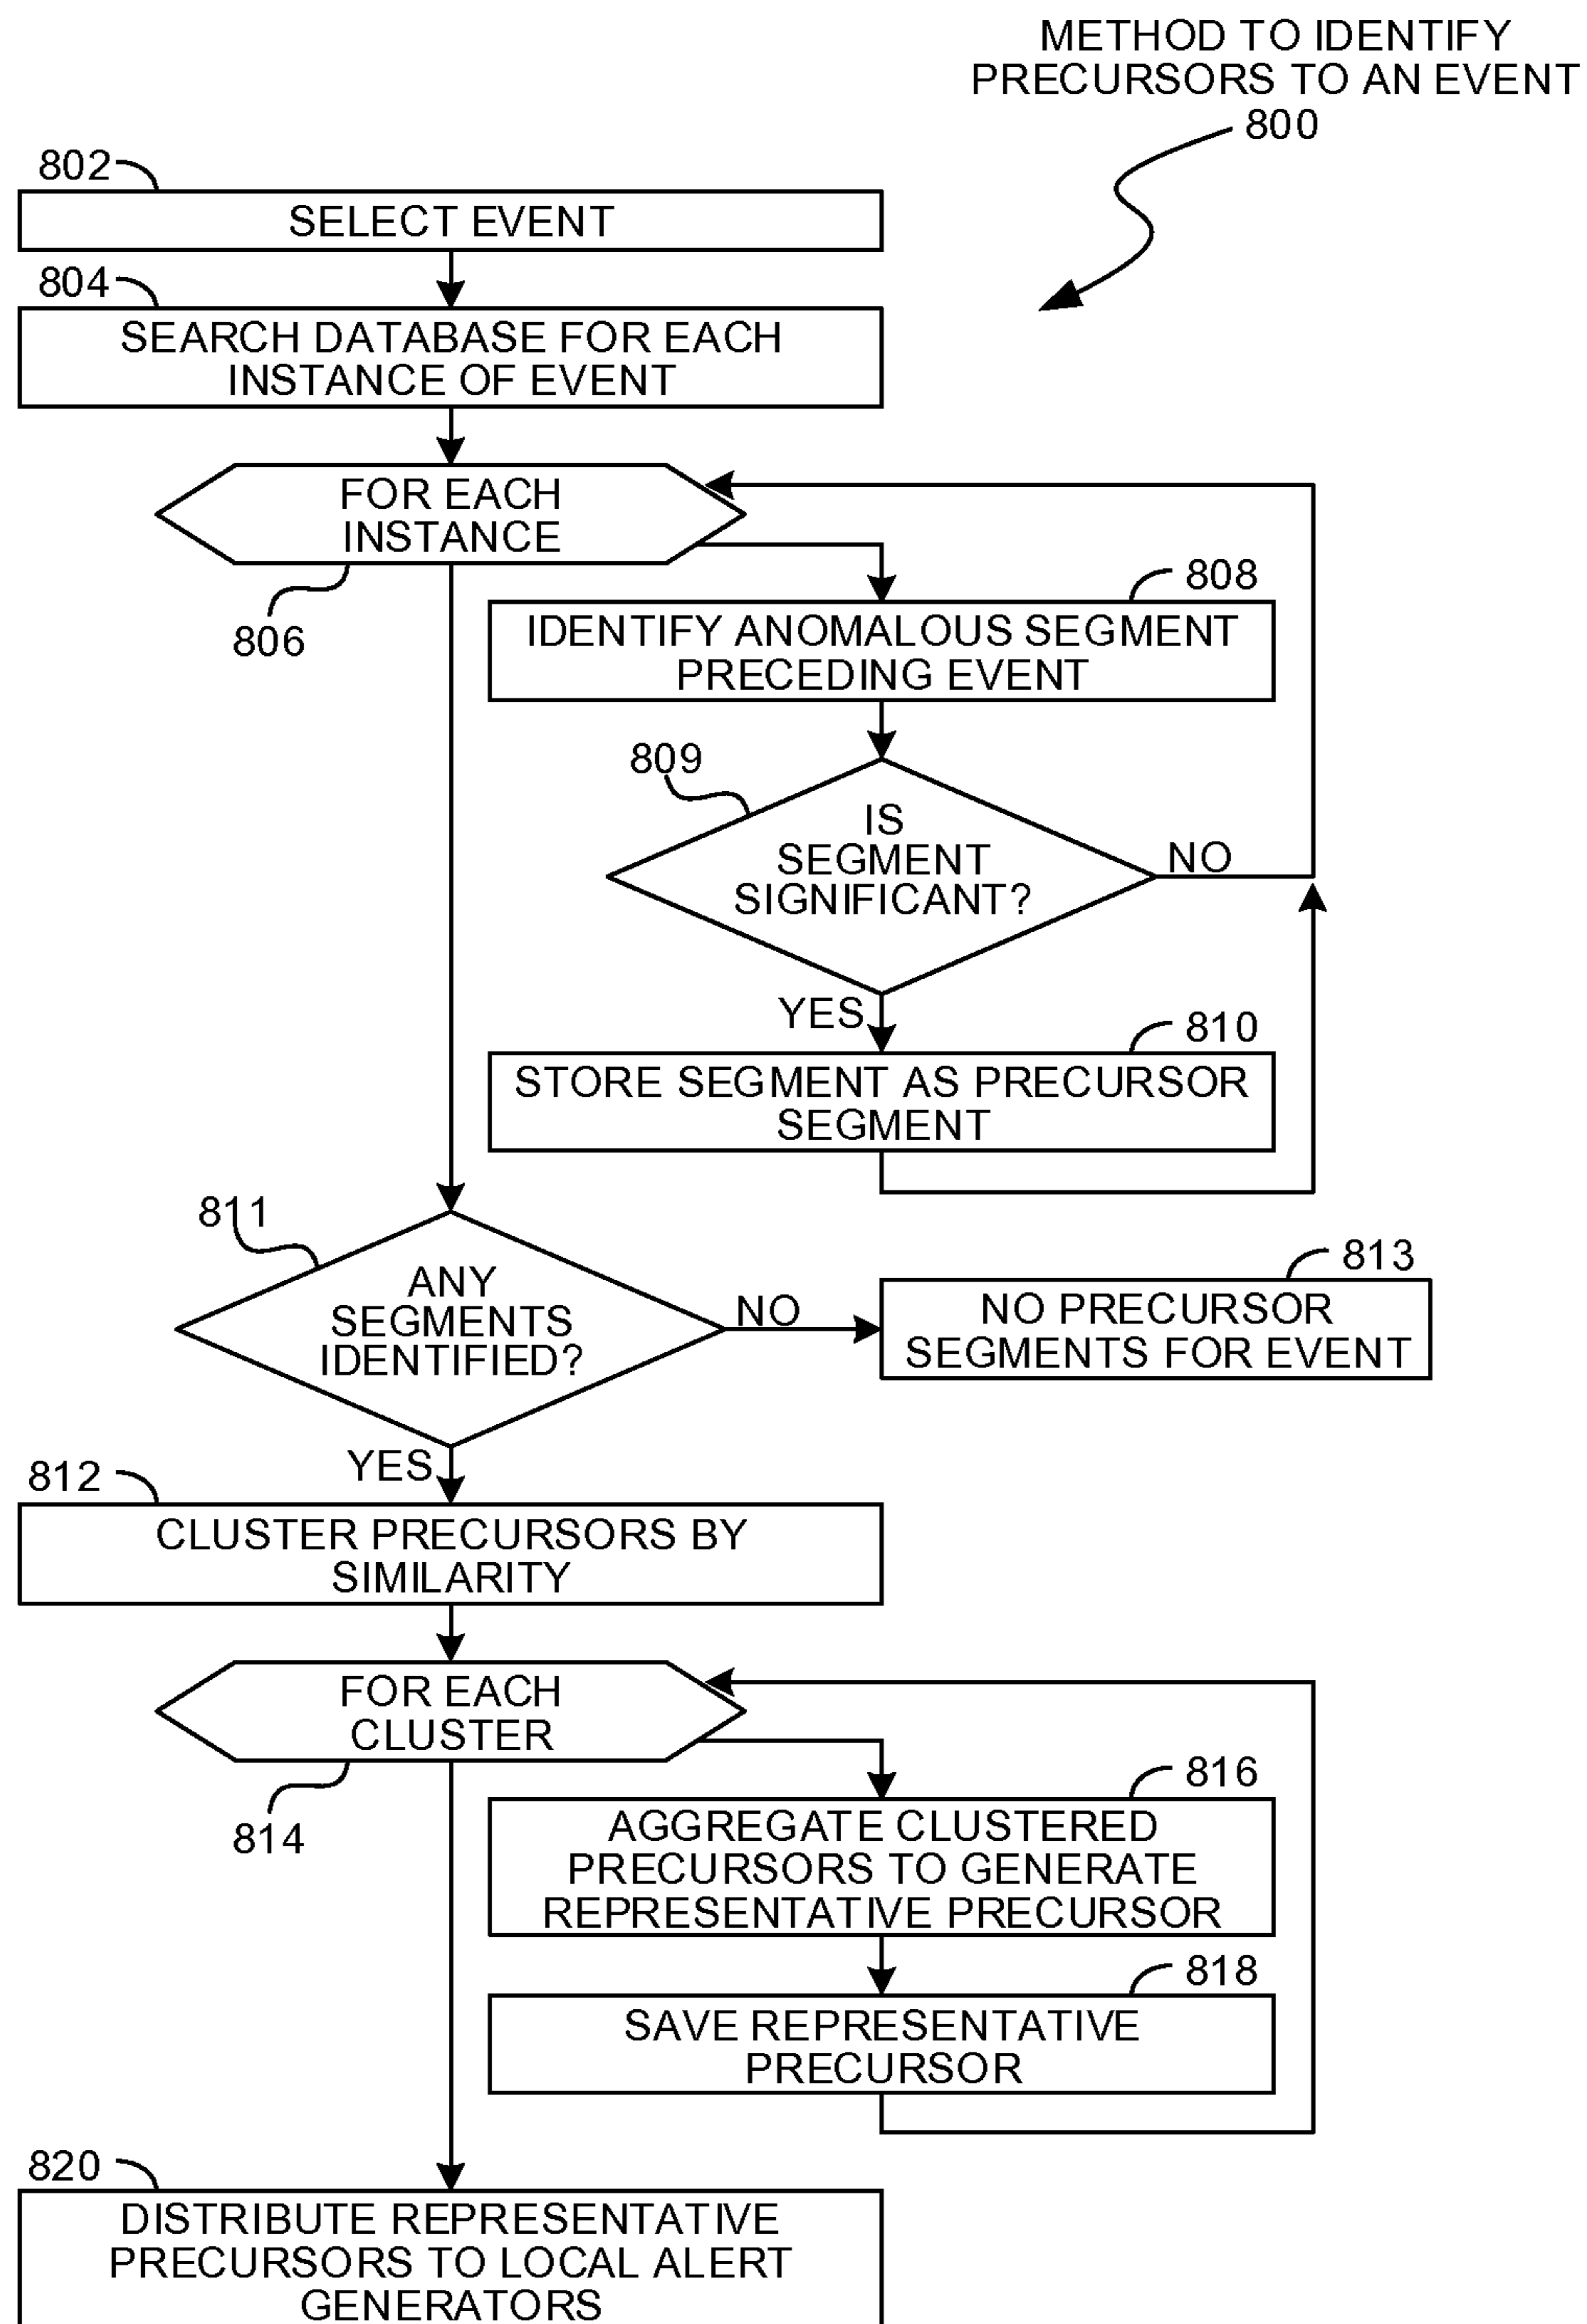 METHOD TO IDENTIFY
PRECURSORS TO AN EVENT
800
802
SELECT EVENT
804
SEARCH DATABASE FOR EACH
INSTANCE OF EVENT
FOR EACH
INSTANCE
806
808
IDENTIFY ANOMALOUS SEGMENT
PRECEDING EVENT
809
IS
SEGMENT
SIGNIFICANT?
NO
YES
810
STORE SEGMENT AS PRECURSOR
SEGMENT
811
ANY
SEGMENTS
IDENTIFIED?
NO
813
NO PRECURSOR
SEGMENTS FOR EVENT
YES
812
CLUSTER PRECURSORS BY
SIMILARITY
FOR EACH
CLUSTER
814
816
AGGREGATE CLUSTERED
PRECURSORS TO GENERATE
REPRESENTATIVE PRECURSOR
818
SAVE REPRESENTATIVE
PRECURSOR
820
DISTRIBUTE REPRESENTATIVE
PRECURSORS TO LOCAL ALERT
GENERATORS